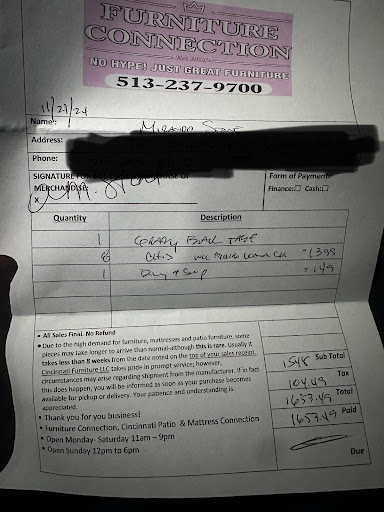 FURNITURE
CONNECTION
NO HYPE! JUST GREAT FURNITURE
513-237-9700
11/21/24
Name:
Address:
Phone:
SIGNATURE FOR MERCHANDISE: OF
X
Form of Payment
Finance:☐ Cash:☐
Quantity Description
1 Table
8 1398
1 149
• All Sales Final. No Refund
• Due to the high demand for furniture, mattresses and patio furniture, some
pieces may take longer to arrive than normal-although this is rare. Usually it
takes less than 8 weeks from the date noted on the top of your sales receipt.
Cincinnati Furniture LLC takes pride in prompt service; however,
circumstances may arise regarding shipment from the manufacturer. If in fact
this does happen, you will be informed as soon as your purchase becomes
available for pickup or delivery. Your patience and understanding is
appreciated.
• Thank you for your business!
• Furniture Connection, Cincinnati Patio & Mattress Connection
• Open Monday- Saturday 11am – 9pm
• Open Sunday 12pm to 6pm
1548 Sub Total
104.49 Tax
1653.49 Total
1653.49 Paid
Due